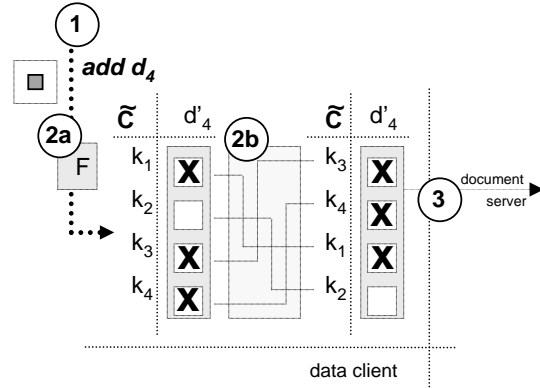 1
add d4
2a
F
C̃ d'4
k1 X
k2
k3 X
k4 X
2b
C̃ d'4
k3 X
k4 X
k1 X
k2
3
document
server
data client